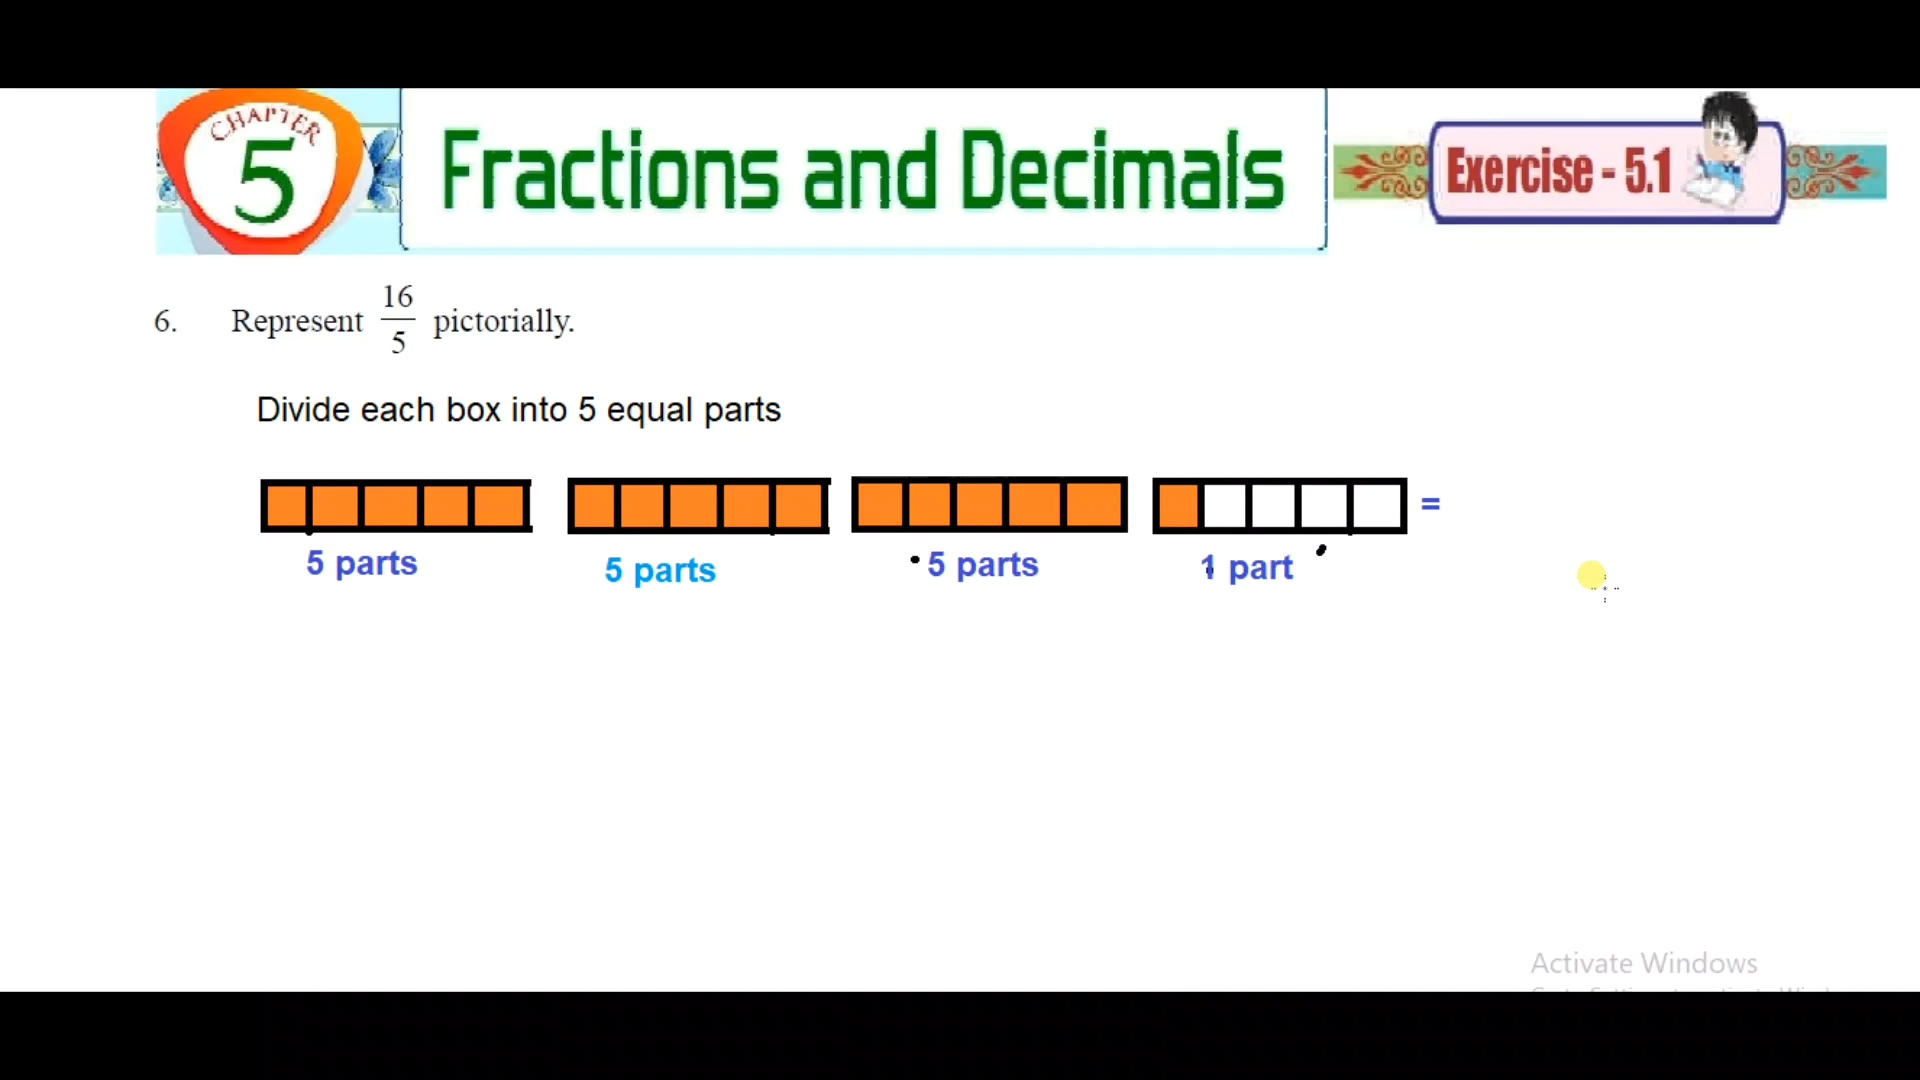 CHAPTER
5
Fractions and Decimals
Exercise - 5.1
6. Represent 16/5 pictorially.
Divide each box into 5 equal parts
=
5 parts 5 parts 5 parts 1 part
Activate Windows